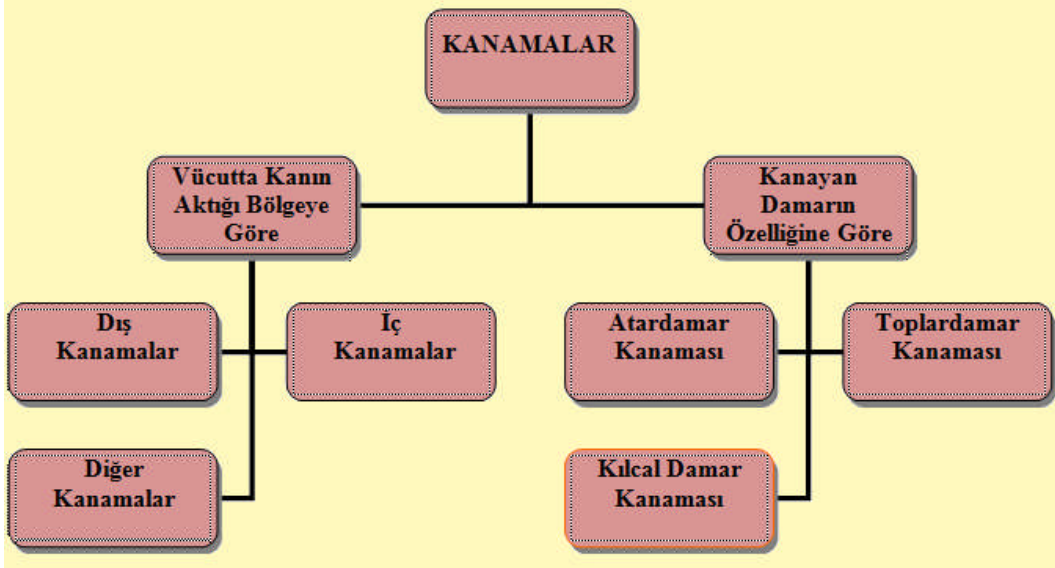 KANAMALAR
Vücutta Kanın
Aktığı Bölgeye
Göre
Kanayan
Damarın
Özelliğine Göre
Dış
Kanamalar
İç
Kanamalar
Atardamar
Kanaması
Toplardamar
Kanaması
Diğer
Kanamalar
Kılcal Damar
Kanaması